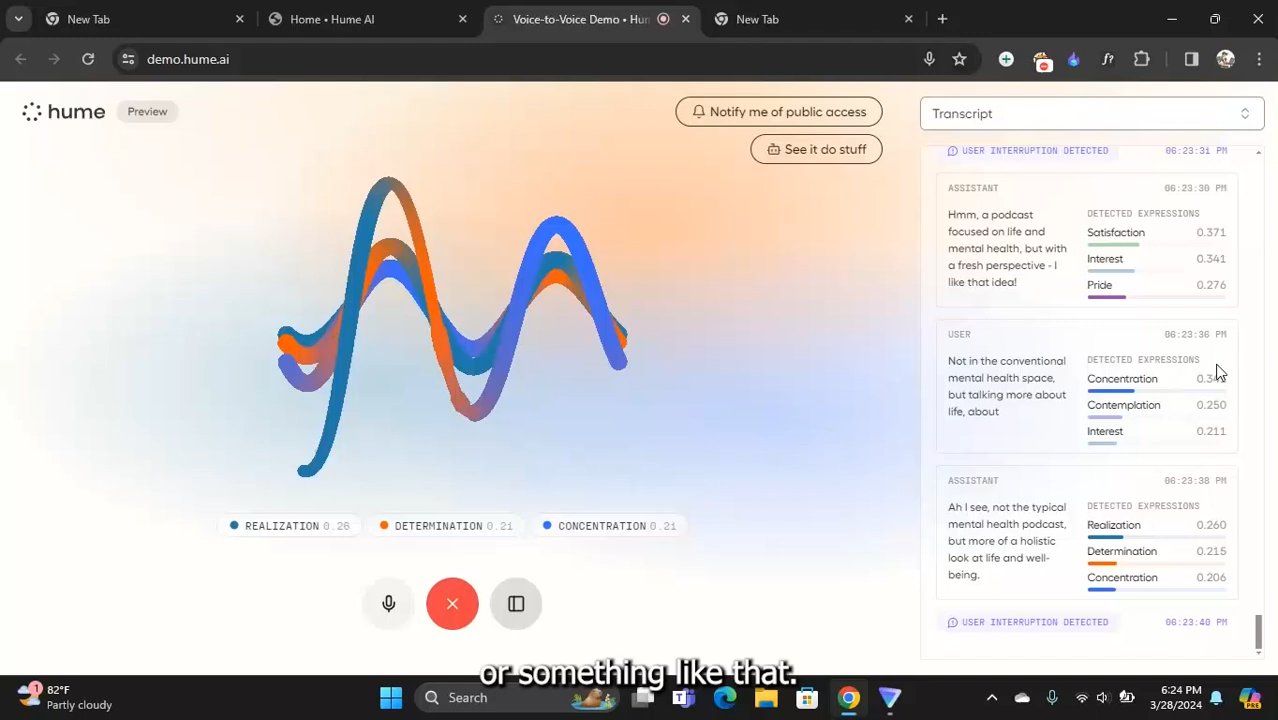 New Tab
Home • Hume AI
Voice-to-Voice Demo • Hum
New Tab
demo.hume.ai
hume
Preview
Notify me of public access
See it do stuff
REALIZATION 0.26
DETERMINATION 0.21
CONCENTRATION 0.21
Transcript
USER INTERRUPTION DETECTED 06:23:31 PM
ASSISTANT 06:23:30 PM
Hmm, a podcast
focused on life and
mental health, but with
a fresh perspective - I
like that idea!
DETECTED EXPRESSIONS
Satisfaction 0.371
Interest 0.341
Pride 0.276
USER 06:23:36 PM
Not in the conventional
mental health space,
but talking more about
life, about
DETECTED EXPRESSIONS
Concentration
Contemplation 0.250
Interest 0.211
ASSISTANT 06:23:38 PM
Ah I see, not the typical
mental health podcast,
but more of a holistic
look at life and well-
being.
DETECTED EXPRESSIONS
Realization 0.260
Determination 0.215
Concentration 0.206
USER INTERRUPTION DETECTED 06:23:40 PM
or something like that.
1
82°F
Partly cloudy
Search
6:24 PM
3/28/2024
PRE